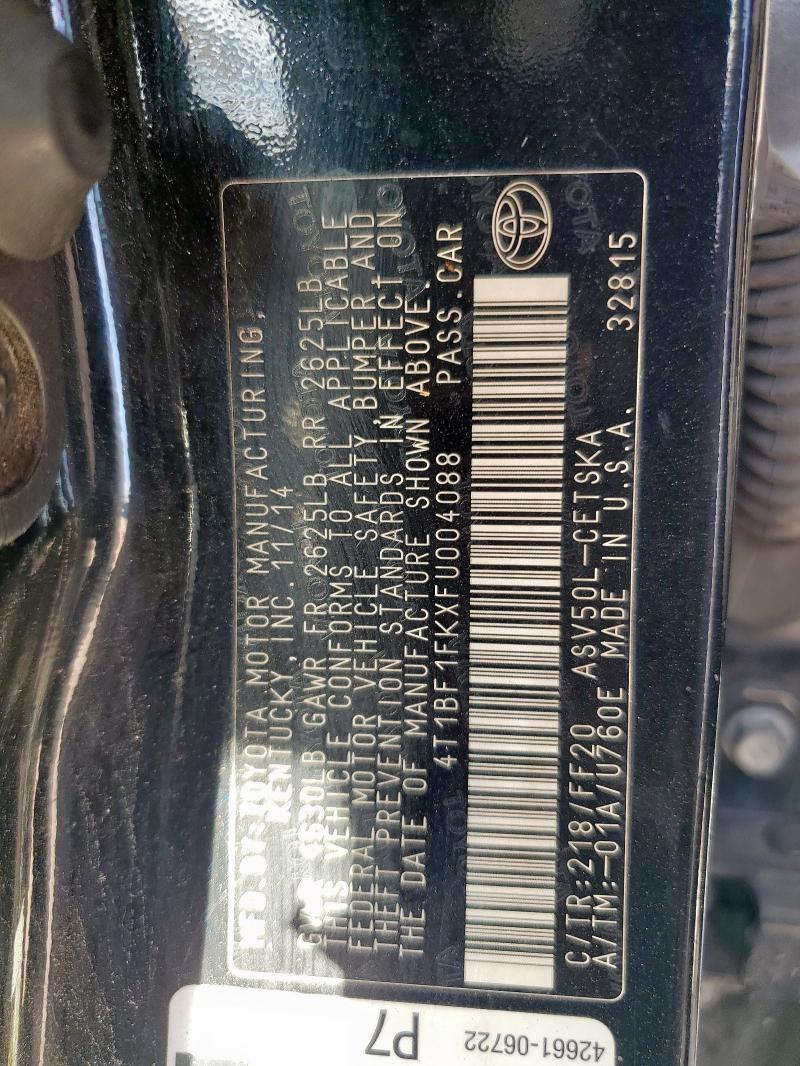 MFD.BY:TOYOTA MOTOR MANUFACTURING,
KENTUCKY, INC. 11/14
4630LB GAWR FR 2625LB RR 2625LB
THIS VEHICLE CONFORMS TO ALL APPLICABLE
FEDERAL MOTOR VEHICLE SAFETY, BUMPER AND
THEFT PREVENTION STANDARDS IN EFFECT ON
THE DATE OF MANUFACTURE SHOWN ABOVE.
4T1BF1FKXFU004088 PASS.CAR
C/TR:218/FF20 ASV50L-CETSKA
A/TM:-01A/U760E MADE IN U.S.A. 32815
P7
42661-06722